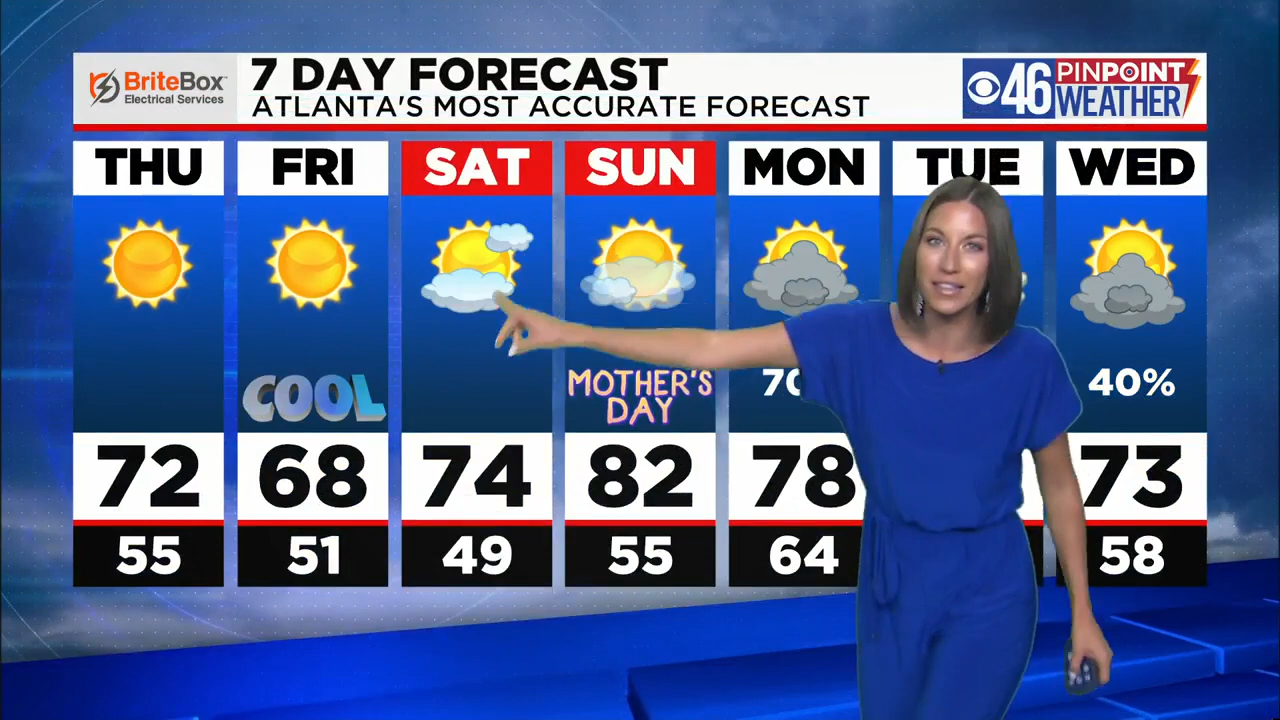 BriteBox
Electrical Services
7 DAY FORECAST
ATLANTA'S MOST ACCURATE FORECAST
46
PINPOINT
WEATHER
THU FRI SAT SUN MON TUE WED
COOL
MOTHER'S
DAY
40%
72 68 74 82 78 73
55 51 49 55 64 58